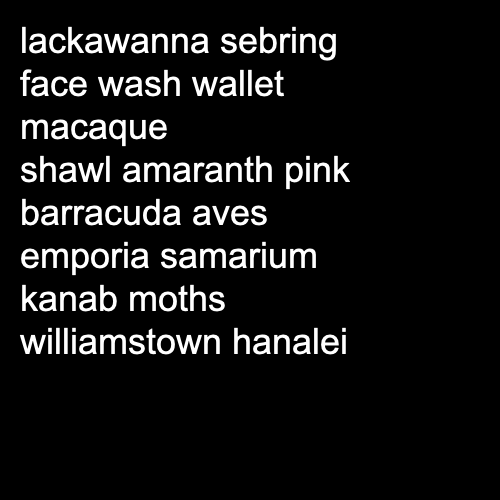 lackawanna sebring
face wash wallet
macaque
shawl amaranth pink
barracuda aves
emporia samarium
kanab moths
williamstown hanalei